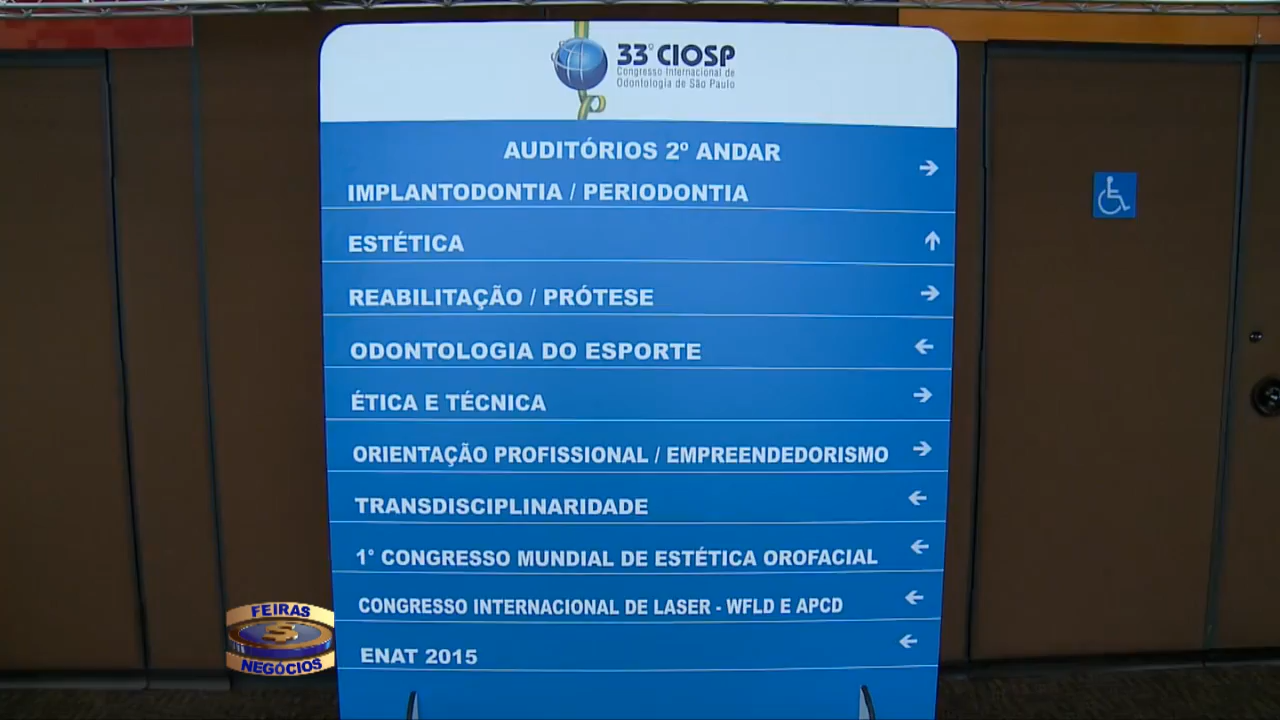 33º CIOSP
Congresso Internacional de
Odontologia de São Paulo
AUDITÓRIOS 2º ANDAR
→
IMPLANTODONTIA / PERIODONTIA
ESTÉTICA ↑
REABILITAÇÃO / PRÓTESE →
ODONTOLOGIA DO ESPORTE ←
ÉTICA E TÉCNICA →
ORIENTAÇÃO PROFISSIONAL / EMPREENDEDORISMO →
TRANSDISCIPLINARIDADE ←
1° CONGRESSO MUNDIAL DE ESTÉTICA OROFACIAL ←
CONGRESSO INTERNACIONAL DE LASER - WFLD E APCD ←
ENAT 2015 ←
FEIRAS
$
NEGÓCIOS